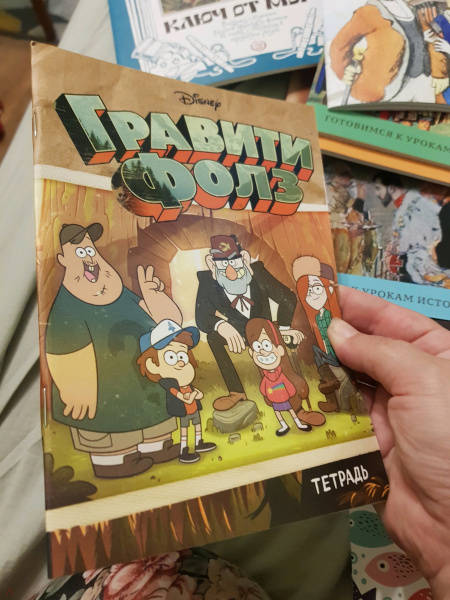 КЛЮЧ ОТ
Disney
ГРАВИТИ
ФОЛЗ
ГОТОВИМСЯ К УРОКАМ
К УРОКАМ ИСТО
ТЕТРАДЬ